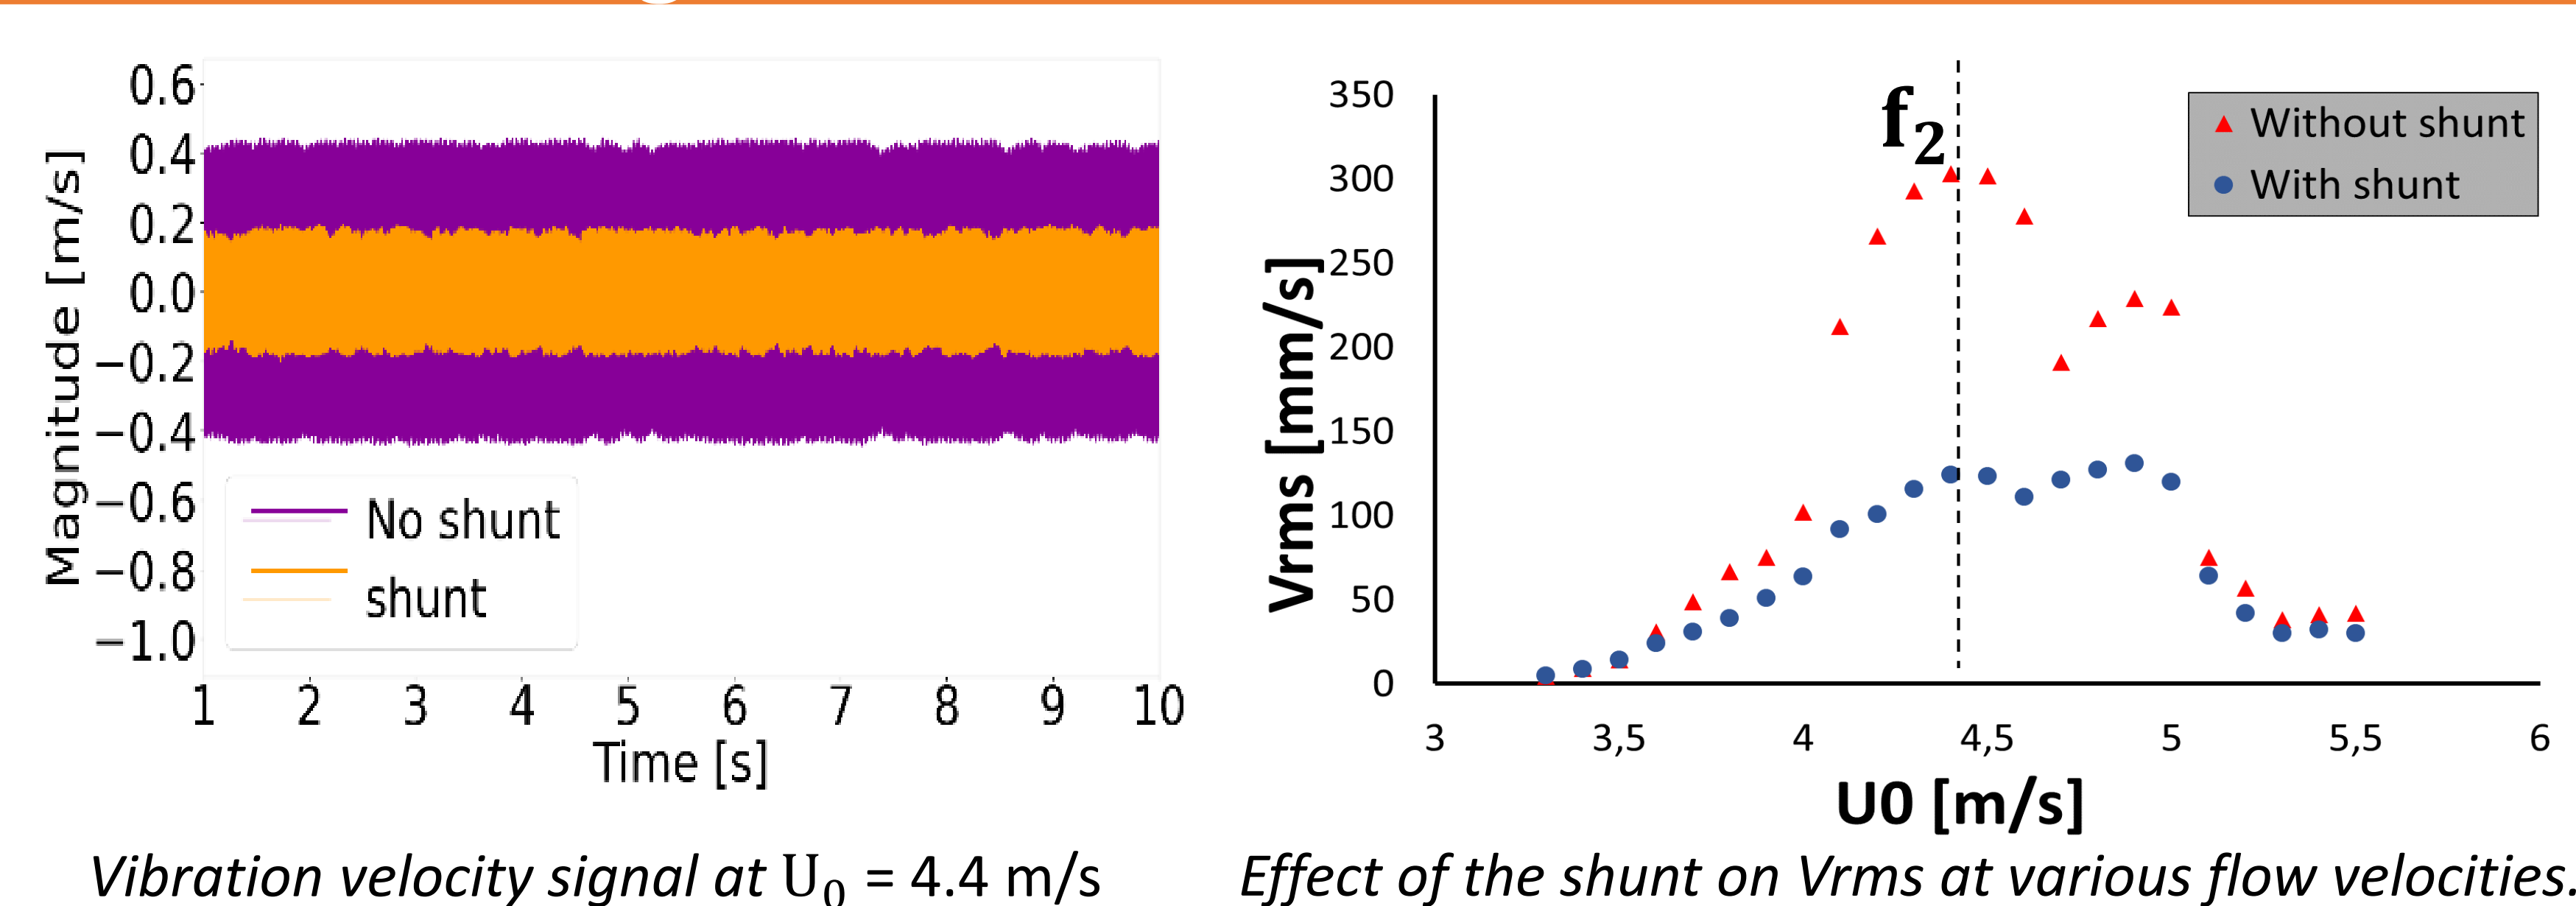 0.6
0.4
0.2
0.0
−0.2
−0.4
−0.6
−0.8
−1.0
Magnitude [m/s]
No shunt
shunt
1 2 3 4 5 6 7 8 9 10
Time [s]
Vibration velocity signal at U₀ = 4.4 m/s
350
300
250
200
150
100
50
0
Vrms [mm/s]
f₂
Without shunt
With shunt
3 3,5 4 4,5 5 5,5 6
U0 [m/s]
Effect of the shunt on Vrms at various flow velocities.